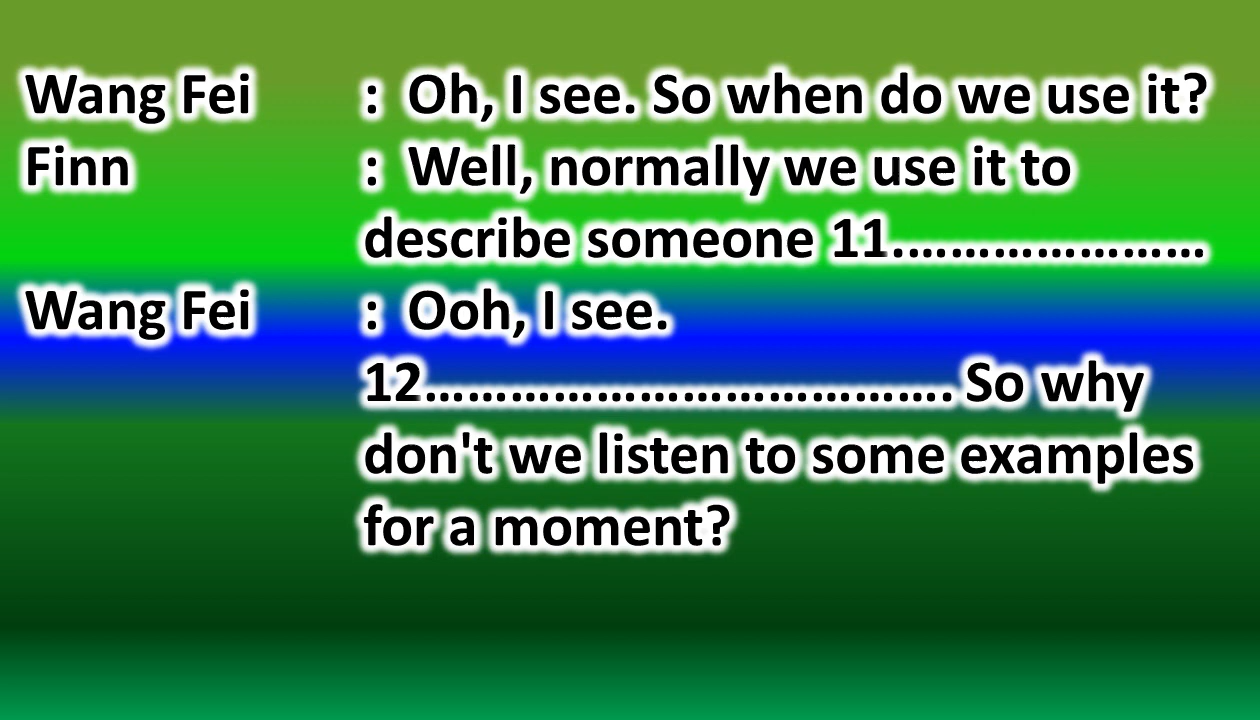 Wang Fei : Oh, I see. So when do we use it?
Finn : Well, normally we use it to
describe someone 11.……………………
Wang Fei : Ooh, I see.
12………………………………. So why
don't we listen to some examples
for a moment?